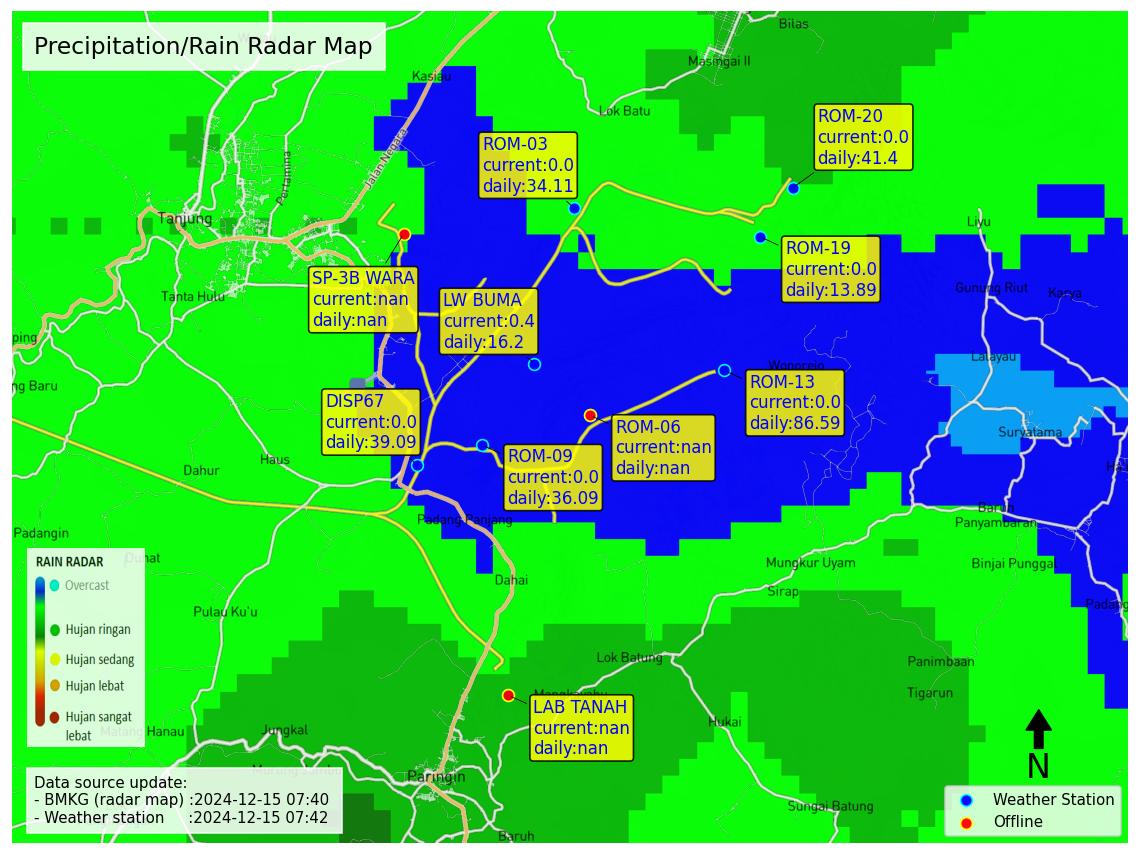 Precipitation/Rain Radar Map
Bilas
Masingai II
Kasiau
Lok Batu
ROM-20
current:0.0
daily:41.4
ROM-03
current:0.0
daily:34.11
Jalan Negara
Pertamina
Tanjung
Liyu
SP-3B WARA
current:nan
daily:nan
ROM-19
current:0.0
daily:13.89
Tanta Hulu
LW BUMA
current:0.4
daily:16.2
Gunung Riut
Karya
ping
Lalayau
Wonorejo
ng Baru
ROM-13
current:0.0
daily:86.59
DISP67
current:0.0
daily:39.09
ROM-06
current:nan
daily:nan
Suryatama
ROM-09
current:0.0
daily:36.09
Haus
Dahur
Padang Panjang
Baruh
Panyambaran
Padangin
RAIN RADAR
Overcast
Hujan ringan
Hujan sedang
Hujan lebat
Hujan sangat
lebat
Mungkur Uyam
Binjai Punggal
Dahai
Sirap
Padang
Pulau Ku'u
Lok Batung
Panimbaan
Tigarun
LAB TANAH
current:nan
daily:nan
Hukai
Jungkal
Paringin
Sungai Batung
Baruh
Data source update:
- BMKG (radar map) :2024-12-15 07:40
- Weather station :2024-12-15 07:42
N
Weather Station
Offline